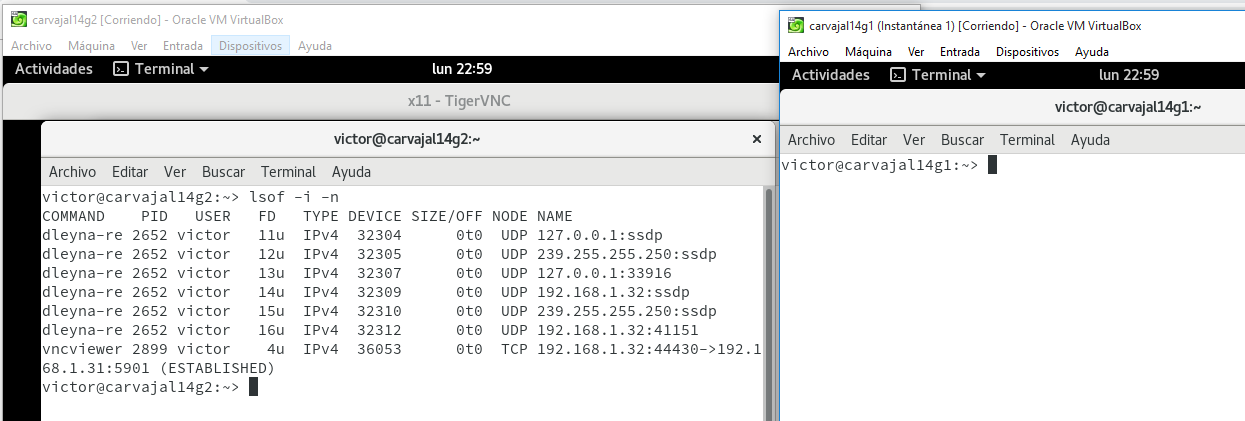 carvajal14g2 [Corriendo] - Oracle VM VirtualBox
Archivo Máquina Ver Entrada Dispositivos Ayuda
Actividades Terminal lun 22:59
x11 - TigerVNC
victor@carvajal14g2:~ ×
Archivo Editar Ver Buscar Terminal Ayuda
victor@carvajal14g2:~> lsof -i -n
COMMAND PID USER FD TYPE DEVICE SIZE/OFF NODE NAME
dleyna-re 2652 victor 11u IPv4 32304 0t0 UDP 127.0.0.1:ssdp
dleyna-re 2652 victor 12u IPv4 32305 0t0 UDP 239.255.255.250:ssdp
dleyna-re 2652 victor 13u IPv4 32307 0t0 UDP 127.0.0.1:33916
dleyna-re 2652 victor 14u IPv4 32309 0t0 UDP 192.168.1.32:ssdp
dleyna-re 2652 victor 15u IPv4 32310 0t0 UDP 239.255.255.250:ssdp
dleyna-re 2652 victor 16u IPv4 32312 0t0 UDP 192.168.1.32:41151
vncviewer 2899 victor 4u IPv4 36053 0t0 TCP 192.168.1.32:44430->192.1
68.1.31:5901 (ESTABLISHED)
victor@carvajal14g2:~>
carvajal14g1 (Instantánea 1) [Corriendo] - Oracle VM VirtualBox
Archivo Máquina Ver Entrada Dispositivos Ayuda
Actividades Terminal lun 22:59
victor@carvajal14g1:~
Archivo Editar Ver Buscar Terminal Ayuda
victor@carvajal14g1:~>